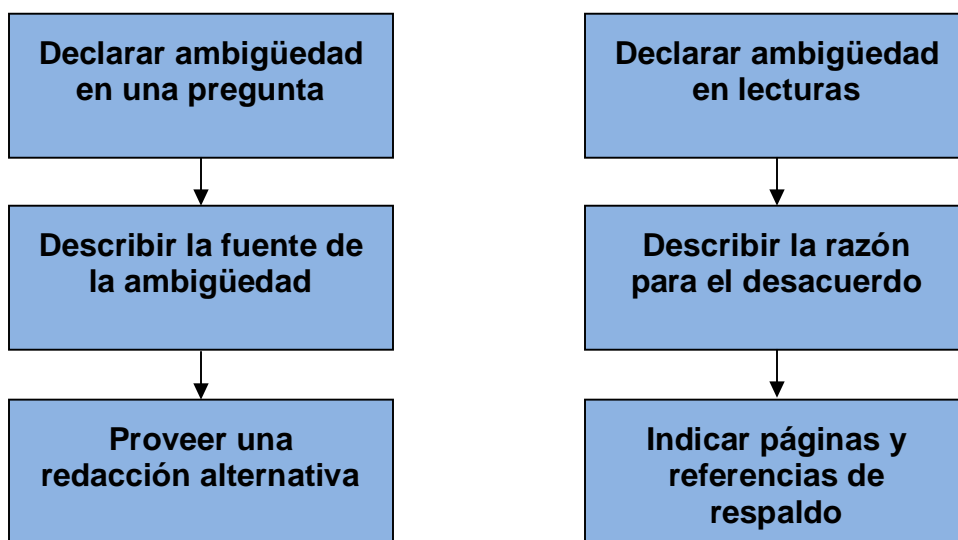 Declarar ambigüedad
en una pregunta
Describir la fuente de
la ambigüedad
Proveer una
redacción alternativa
Declarar ambigüedad
en lecturas
Describir la razón
para el desacuerdo
Indicar páginas y
referencias de
respaldo